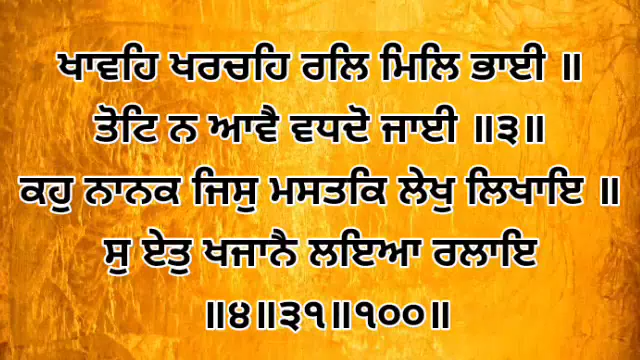 ਖਾਵਹਿ ਖਰਚਹਿ ਰਲਿ ਮਿਲਿ ਭਾਈ ॥
ਤੋਟਿ ਨ ਆਵੈ ਵਧਦੋ ਜਾਈ ॥੩॥
ਕਹੁ ਨਾਨਕ ਜਿਸੁ ਮਸਤਕਿ ਲੇਖੁ ਲਿਖਾਇ ॥
ਸੁ ਏਤੁ ਖਜਾਨੈ ਲਇਆ ਰਲਾਇ
॥੪॥੩੧॥੧੦੦॥